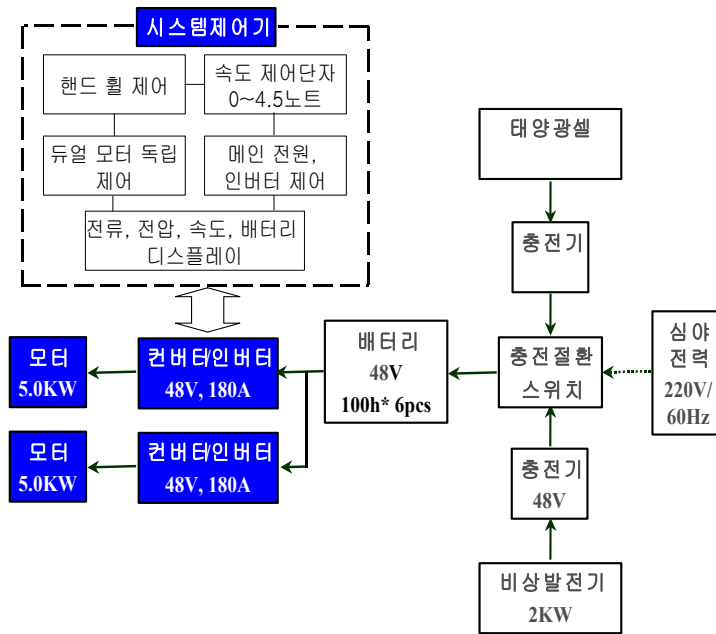 시스템제어기
핸드 휠 제어
속도 제어단자
0~4.5노트
듀얼 모터 독립
제어
메인 전원,
인버터 제어
전류, 전압, 속도, 배터리
디스플레이
태양광셀
충전기
모터
5.0KW
컨버터/인버터
48V, 180A
배터리
48V
100h* 6pcs
충전절환
스위치
심야
전력
220V/
60Hz
모터
5.0KW
컨버터/인버터
48V, 180A
충전기
48V
비상발전기
2KW